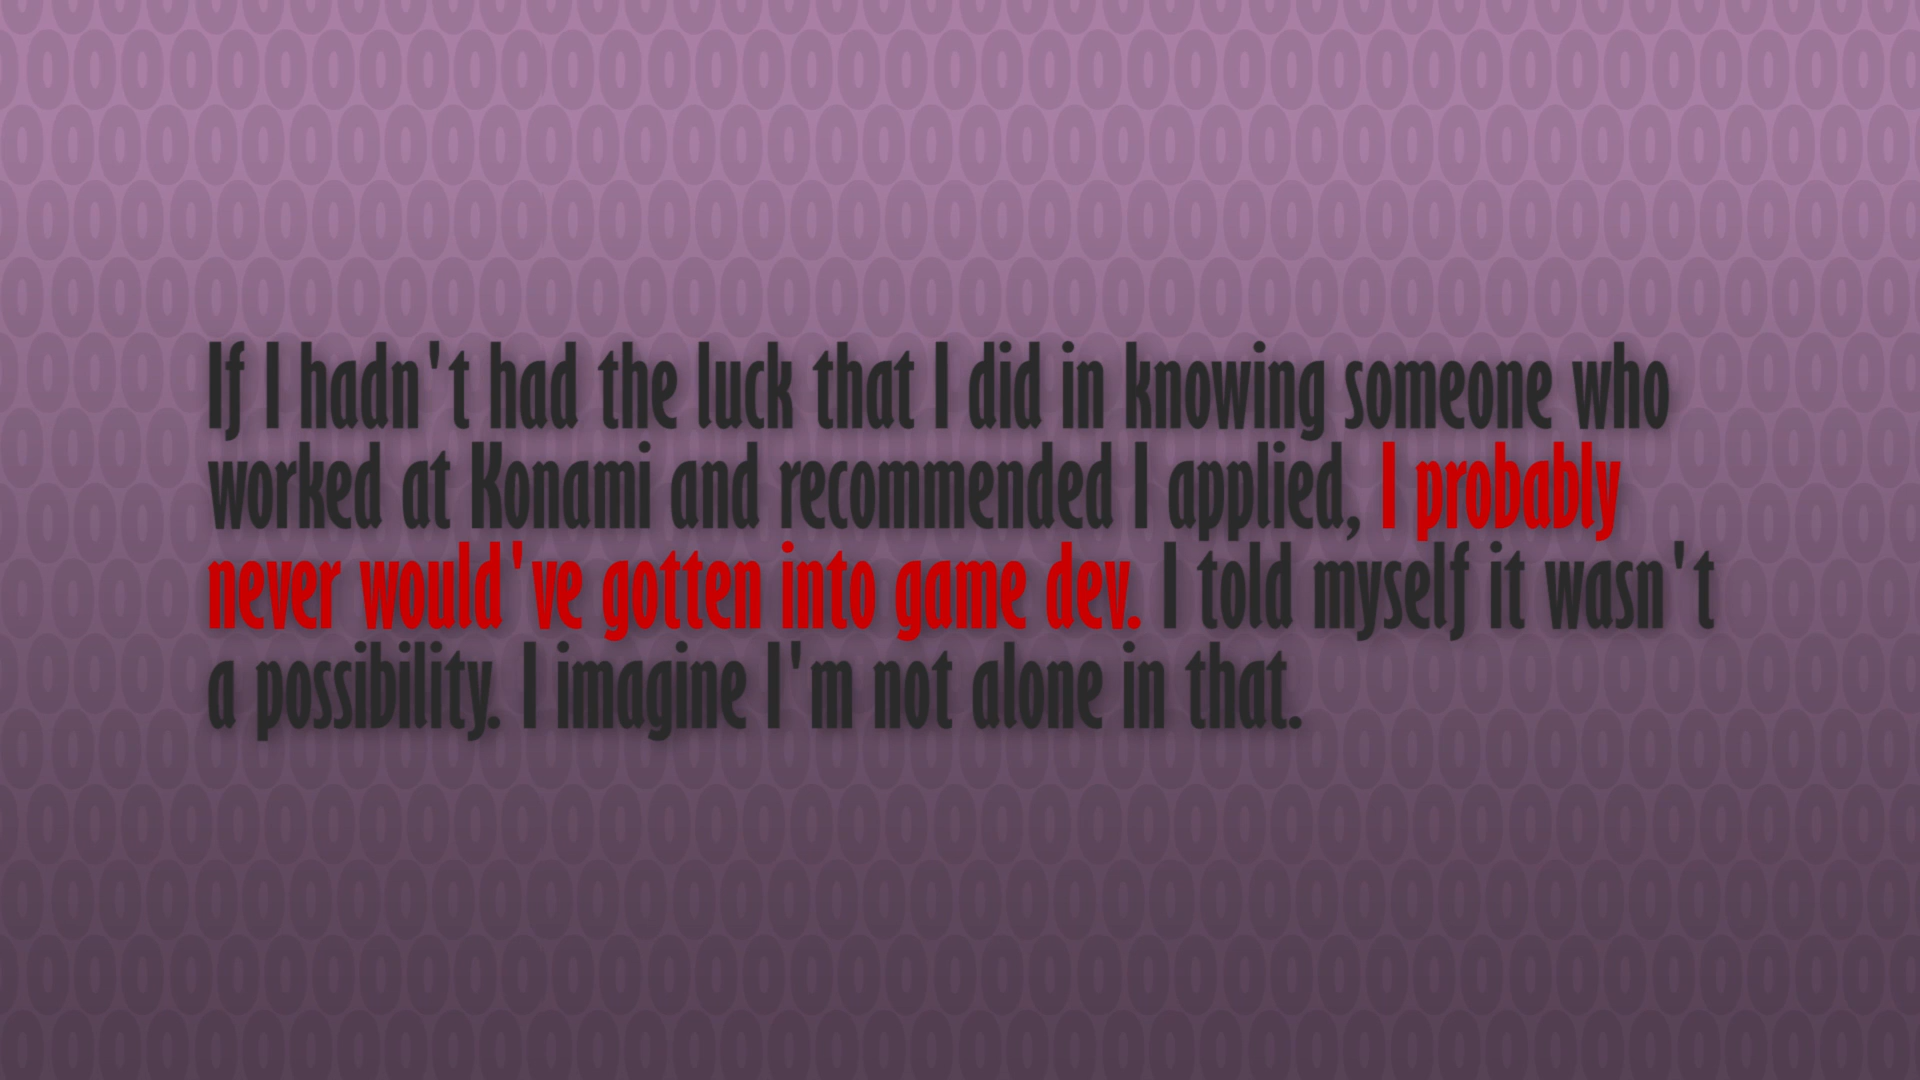 If I hadn't had the luck that I did in knowing someone who
worked at Konami and recommended I applied, I probably
never would've gotten into game dev. I told myself it wasn't
a possibility. I imagine I'm not alone in that.